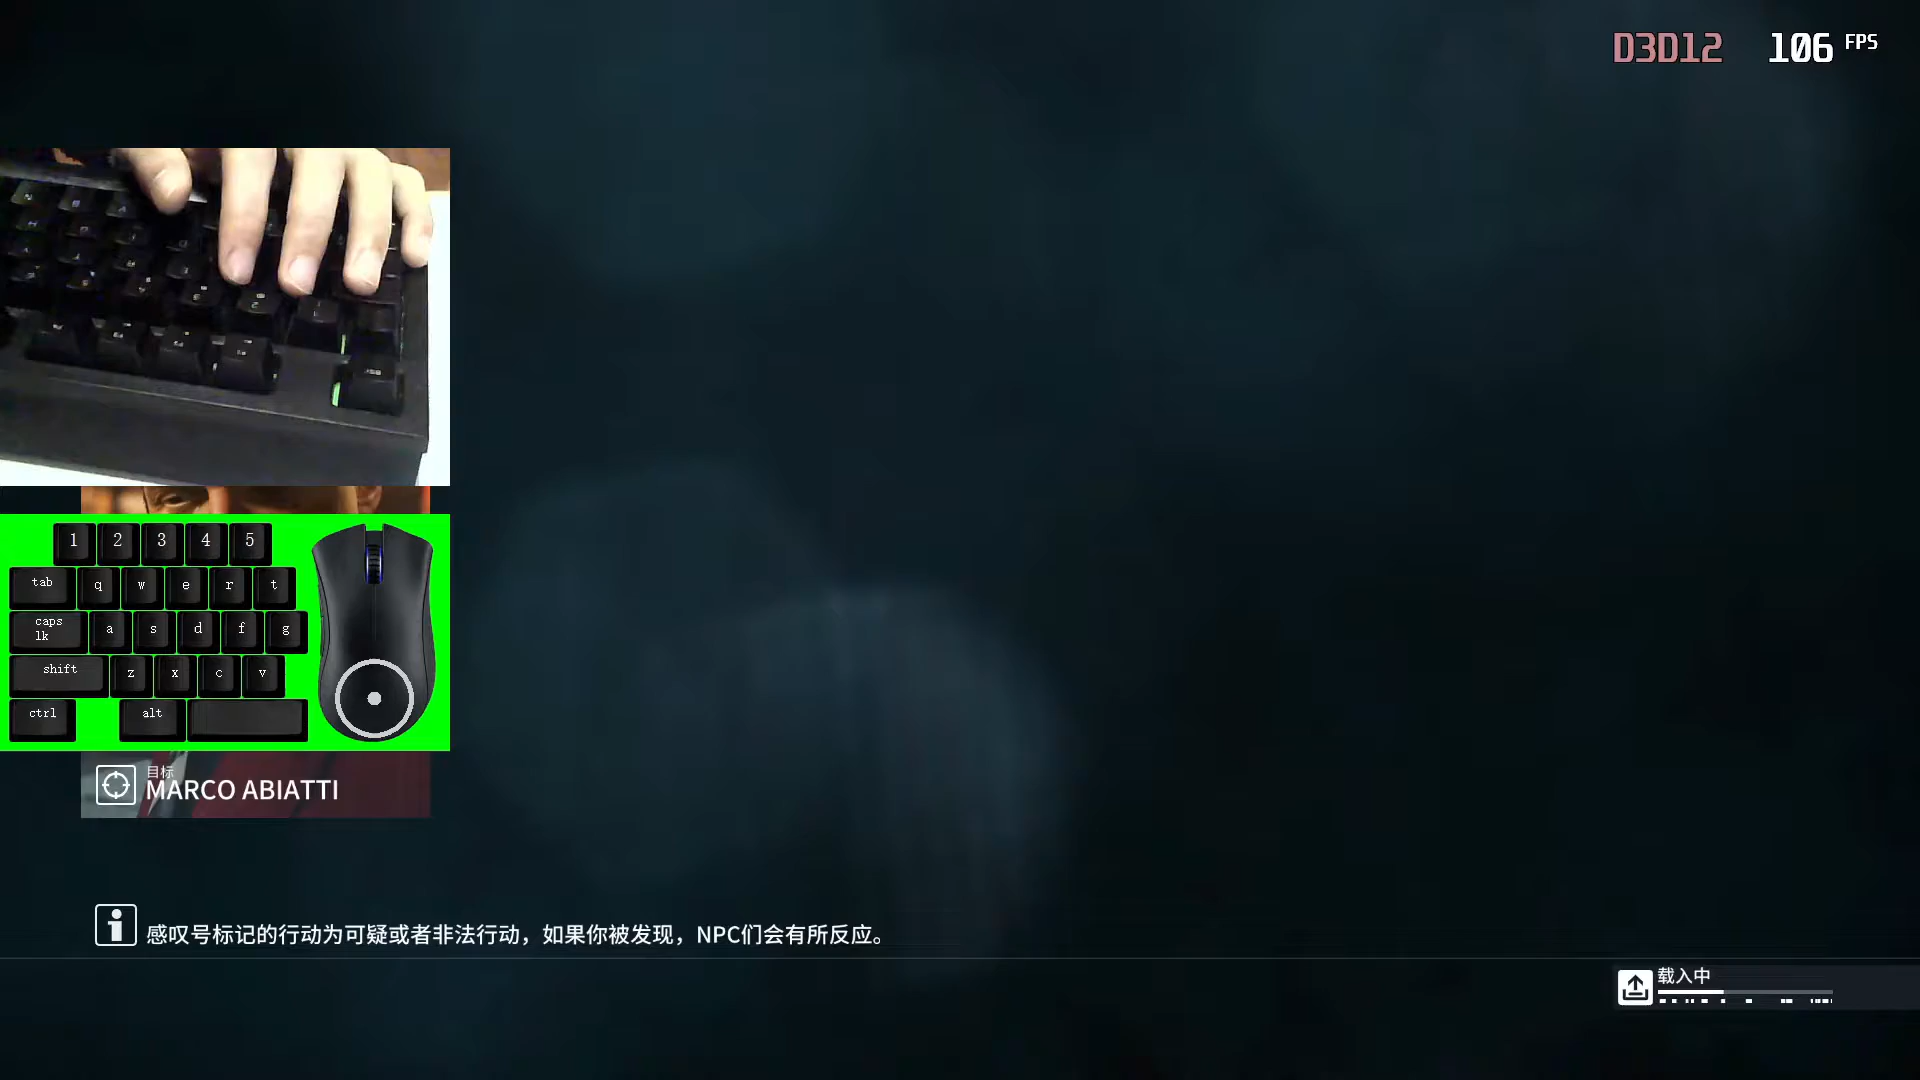 D3D12 106 FPS
1 2 3 4 5
tab q w e r t
caps lk a s d f g
shift z x c v
ctrl alt
目标
MARCO ABIATTI
感叹号标记的行动为可疑或者非法行动，如果你被发现，NPC们会有所反应。
载入中